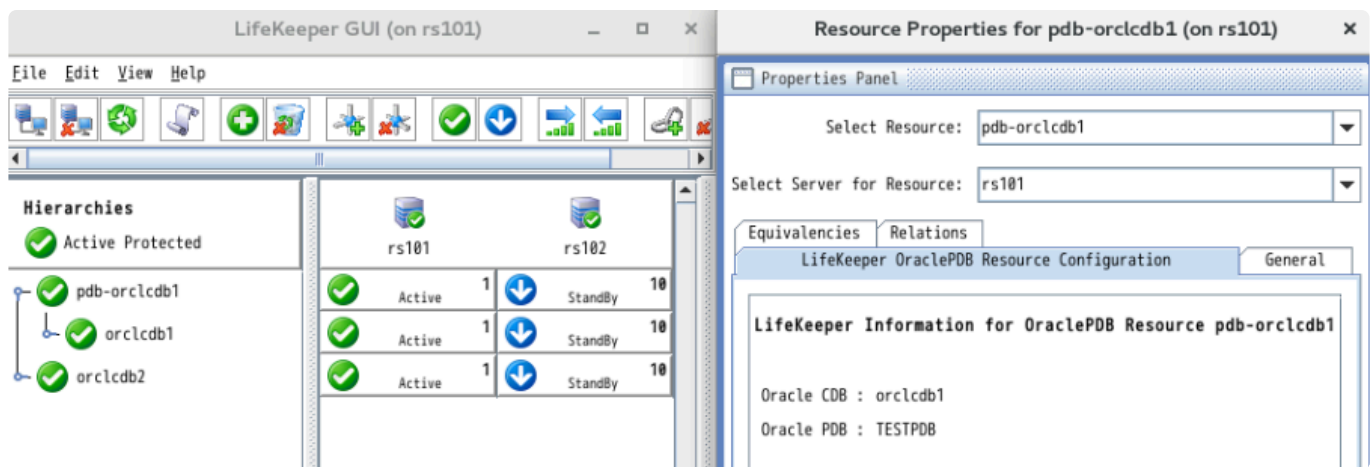 LifeKeeper GUI (on rs101)
File Edit View Help
Hierarchies
Active Protected
rs101
rs102
pdb-orclcdb1
Active 1
StandBy 10
orclcdb1
Active 1
StandBy 10
orclcdb2
Active 1
StandBy 10
Resource Properties for pdb-orclcdb1 (on rs101)
Properties Panel
Select Resource: pdb-orclcdb1
Select Server for Resource: rs101
Equivalencies Relations
LifeKeeper OraclePDB Resource Configuration General
LifeKeeper Information for OraclePDB Resource pdb-orclcdb1
Oracle CDB : orclcdb1
Oracle PDB : TESTPDB